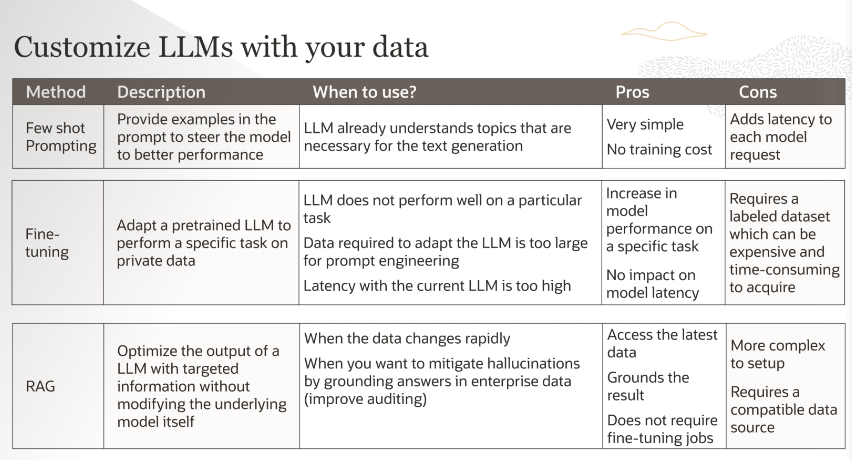 Customize LLMs with your data
Method
Description
When to use?
Pros
Cons
Few shot
Prompting
Provide examples in the
prompt to steer the model
to better performance
LLM already understands topics that are
necessary for the text generation
Very simple
No training cost
Adds latency to
each model
request
Fine-
tuning
Adapt a pretrained LLM to
perform a specific task on
private data
LLM does not perform well on a particular
task
Data required to adapt the LLM is too large
for prompt engineering
Latency with the current LLM is too high
Increase in
model
performance on
a specific task
No impact on
model latency
Requires a
labeled dataset
which can be
expensive and
time-consuming
to acquire
RAG
Optimize the output of a
LLM with targeted
information without
modifying the underlying
model itself
When the data changes rapidly
When you want to mitigate hallucinations
by grounding answers in enterprise data
(improve auditing)
Access the latest
data
Grounds the
result
Does not require
fine-tuning jobs
More complex
to setup
Requires a
compatible data
source